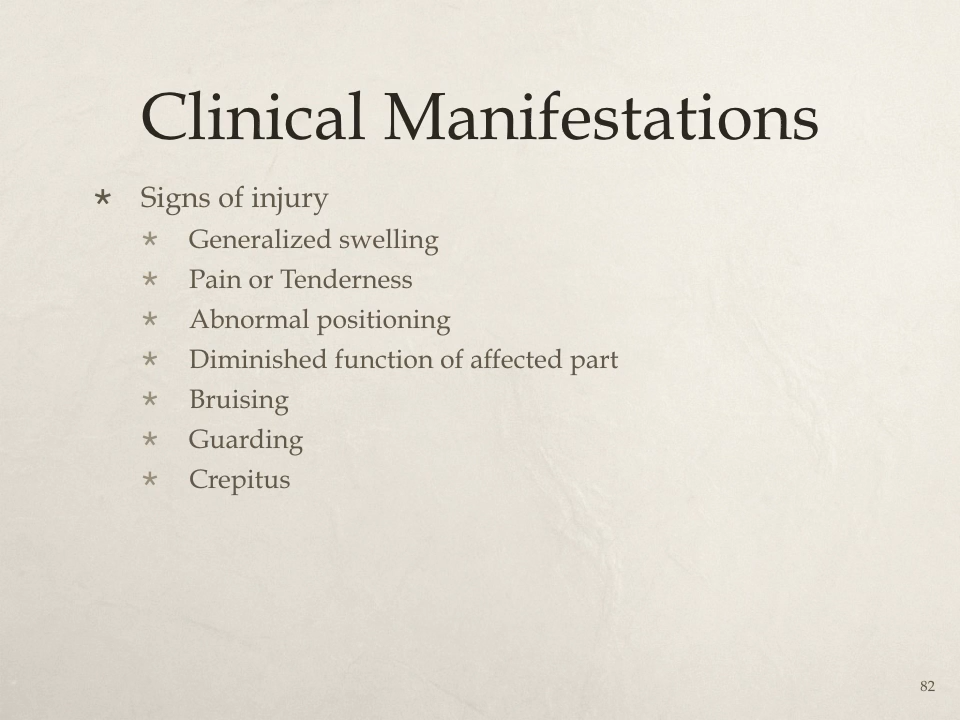 Clinical Manifestations
* Signs of injury
* Generalized swelling
* Pain or Tenderness
* Abnormal positioning
* Diminished function of affected part
* Bruising
* Guarding
* Crepitus
82